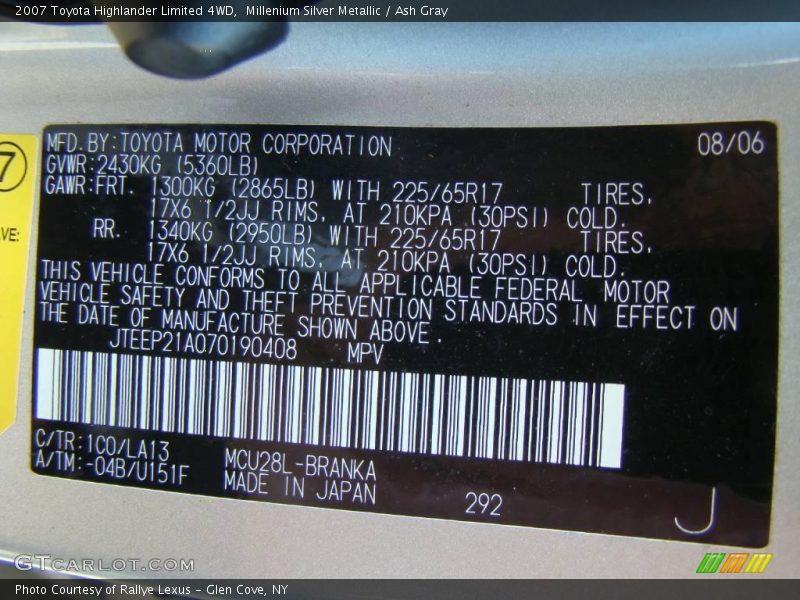 2007 Toyota Highlander Limited 4WD,  Millenium Silver Metallic / Ash Gray
7
VE:
MFD.BY:TOYOTA MOTOR CORPORATION 08/06
GVWR:2430KG (5360LB)
GAWR:FRT. 1300KG (2865LB) WITH 225/65R17 TIRES,
17X6 1/2JJ RIMS, AT 210KPA (30PSI) COLD.
RR. 1340KG (2950LB) WITH 225/65R17 TIRES,
17X6 1/2JJ RIMS, AT 210KPA (30PSI) COLD.
THIS VEHICLE CONFORMS TO ALL APPLICABLE FEDERAL MOTOR
VEHICLE SAFETY AND THEFT PREVENTION STANDARDS IN EFFECT ON
THE DATE OF MANUFACTURE SHOWN ABOVE.
JTEEP21A070190408 MPV
C/TR:1C0/LA13
A/TM:-04B/U151F
MCU28L-BRANKA
MADE IN JAPAN
292
J
GTCARLOT.COM
Photo Courtesy of Rallye Lexus - Glen Cove, NY